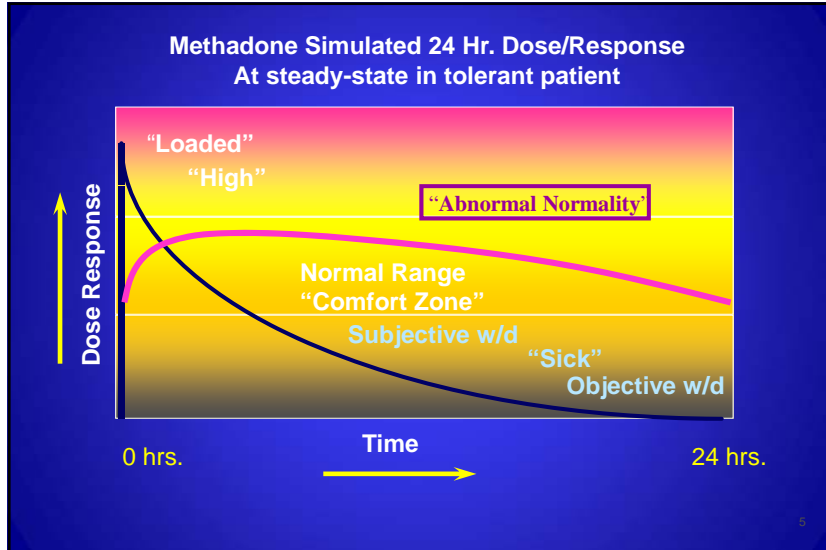 Methadone Simulated 24 Hr. Dose/Response
At steady-state in tolerant patient
“Loaded”
“High”
“Abnormal Normality’
Dose Response
Normal Range
“Comfort Zone”
Subjective w/d
“Sick”
Objective w/d
Time
0 hrs.
24 hrs.
5